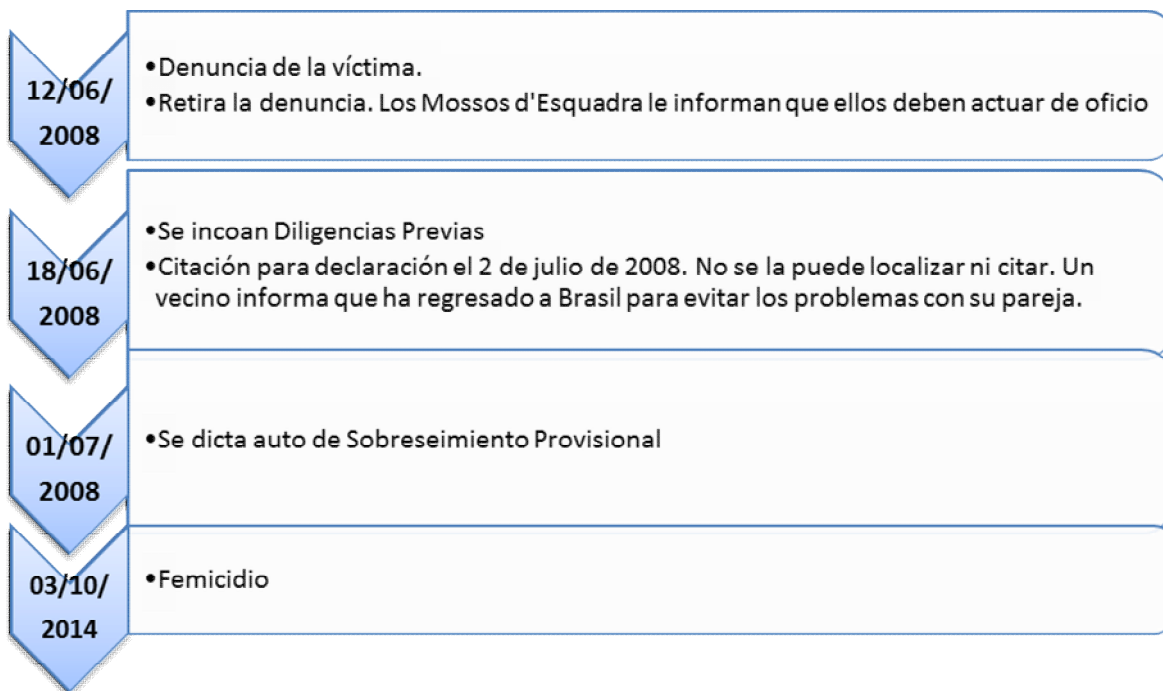 12/06/
2008
•Denuncia de la víctima.
•Retira la denuncia. Los Mossos d'Esquadra le informan que ellos deben actuar de oficio
18/06/
2008
•Se incoan Diligencias Previas
•Citación para declaración el 2 de julio de 2008. No se la puede localizar ni citar. Un
vecino informa que ha regresado a Brasil para evitar los problemas con su pareja.
01/07/
2008
•Se dicta auto de Sobreseimiento Provisional
03/10/
2014
•Femicidio